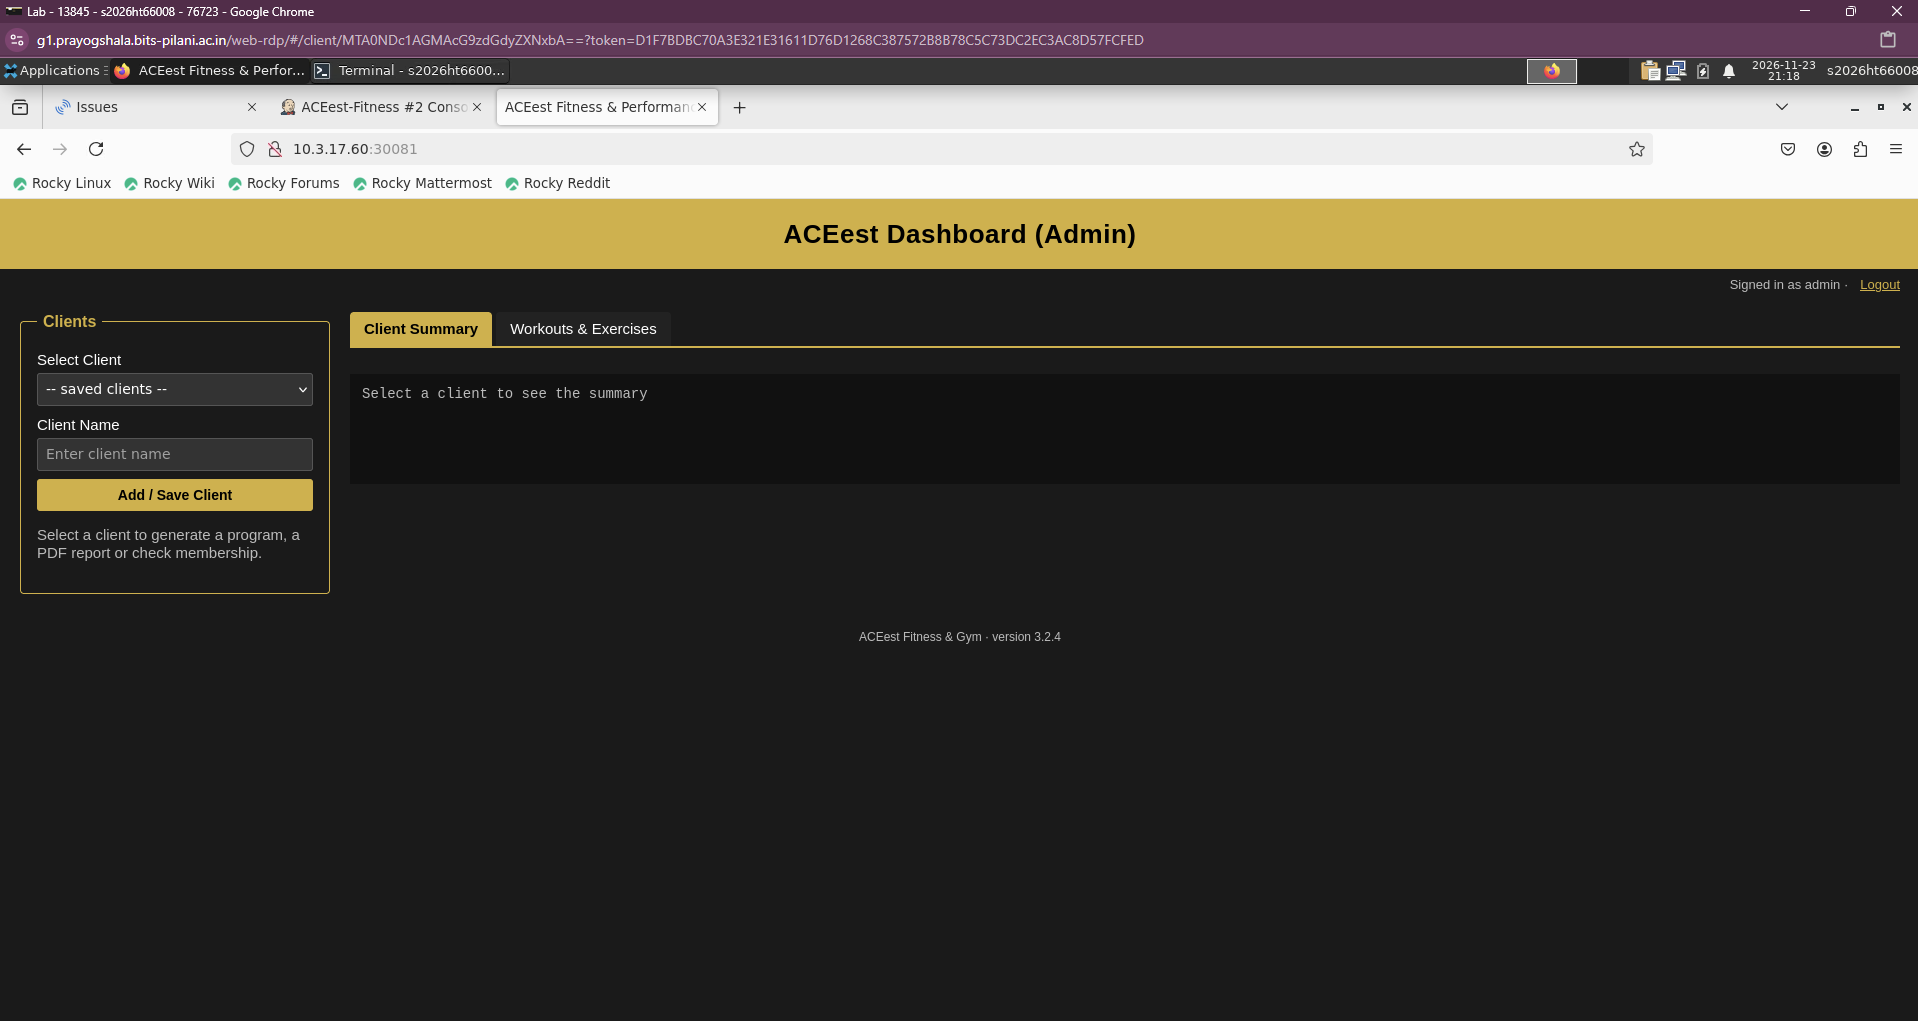 Lab - 13845 - s2026ht66008 - 76723 - Google Chrome
g1.prayogshala.bits-pilani.ac.in/web-rdp/#/client/MTA0NDc1AGMAcG9zdGdyZXNxbA==?token=D1F7BDBC70A3E321E31611D76D1268C387572B8B78C5C73DC2EC3AC8D57FCFED
Applications
ACEest Fitness & Perfor...
Terminal - s2026ht6600...
2026-11-23
21:18
s2026ht66008
Issues
ACEest-Fitness #2 Conso
ACEest Fitness & Performan
10.3.17.60:30081
Rocky Linux
Rocky Wiki
Rocky Forums
Rocky Mattermost
Rocky Reddit
ACEest Dashboard (Admin)
Signed in as admin · Logout
Clients
Client Summary
Workouts & Exercises
Select Client
-- saved clients --
Select a client to see the summary
Client Name
Enter client name
Add / Save Client
Select a client to generate a program, a
PDF report or check membership.
ACEest Fitness & Gym · version 3.2.4